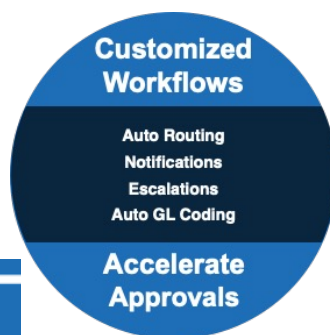 Customized
Workflows
Auto Routing
Notifications
Escalations
Auto GL Coding
Accelerate
Approvals